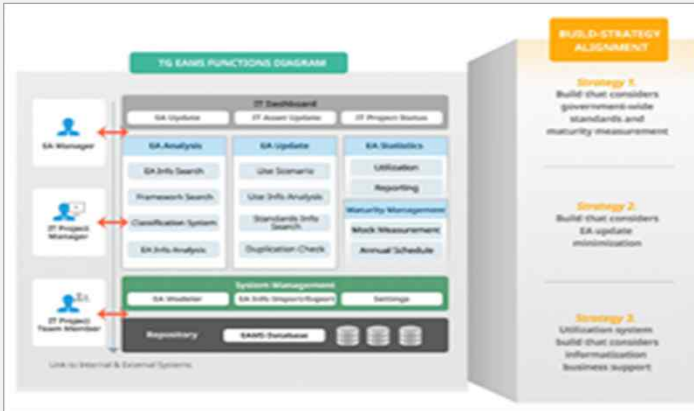 TG EAMS FUNCTIONS DIAGRAM
BUILD-STRATEGY
ALIGNMENT
IT Dashboard
EA Update
IT Asset Update
IT Project Status
EA Manager
IT Project
Manager
IT Project
Team Member
EA Analysis
EA Info Search
Framework Search
Classification System
EA Info Analysis
EA Update
Use Scenario
Use Info Analysis
Standards Info
Search
Duplication Check
EA Statistics
Utilization
Reporting
Maturity Management
Mock Measurement
Annual Schedule
System Management
EA Modeler
EA Info Import/Export
Settings
Repository
EAMS Database
Link to Internal & External Systems
Strategy 1.
Build that considers
government-wide
standards and
maturity measurement
Strategy 2.
Build that considers
EA update
minimization
Strategy 3.
Utilization system
build that considers
informatization
business support